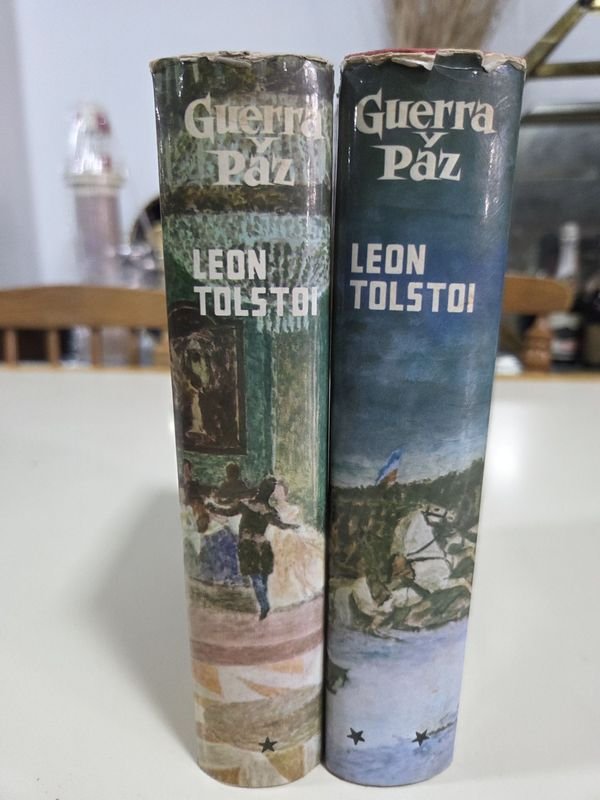 Guerra
y
Páz
LEON
TOLSTOI
Guerra
y
Páz
LEON
TOLSTOI